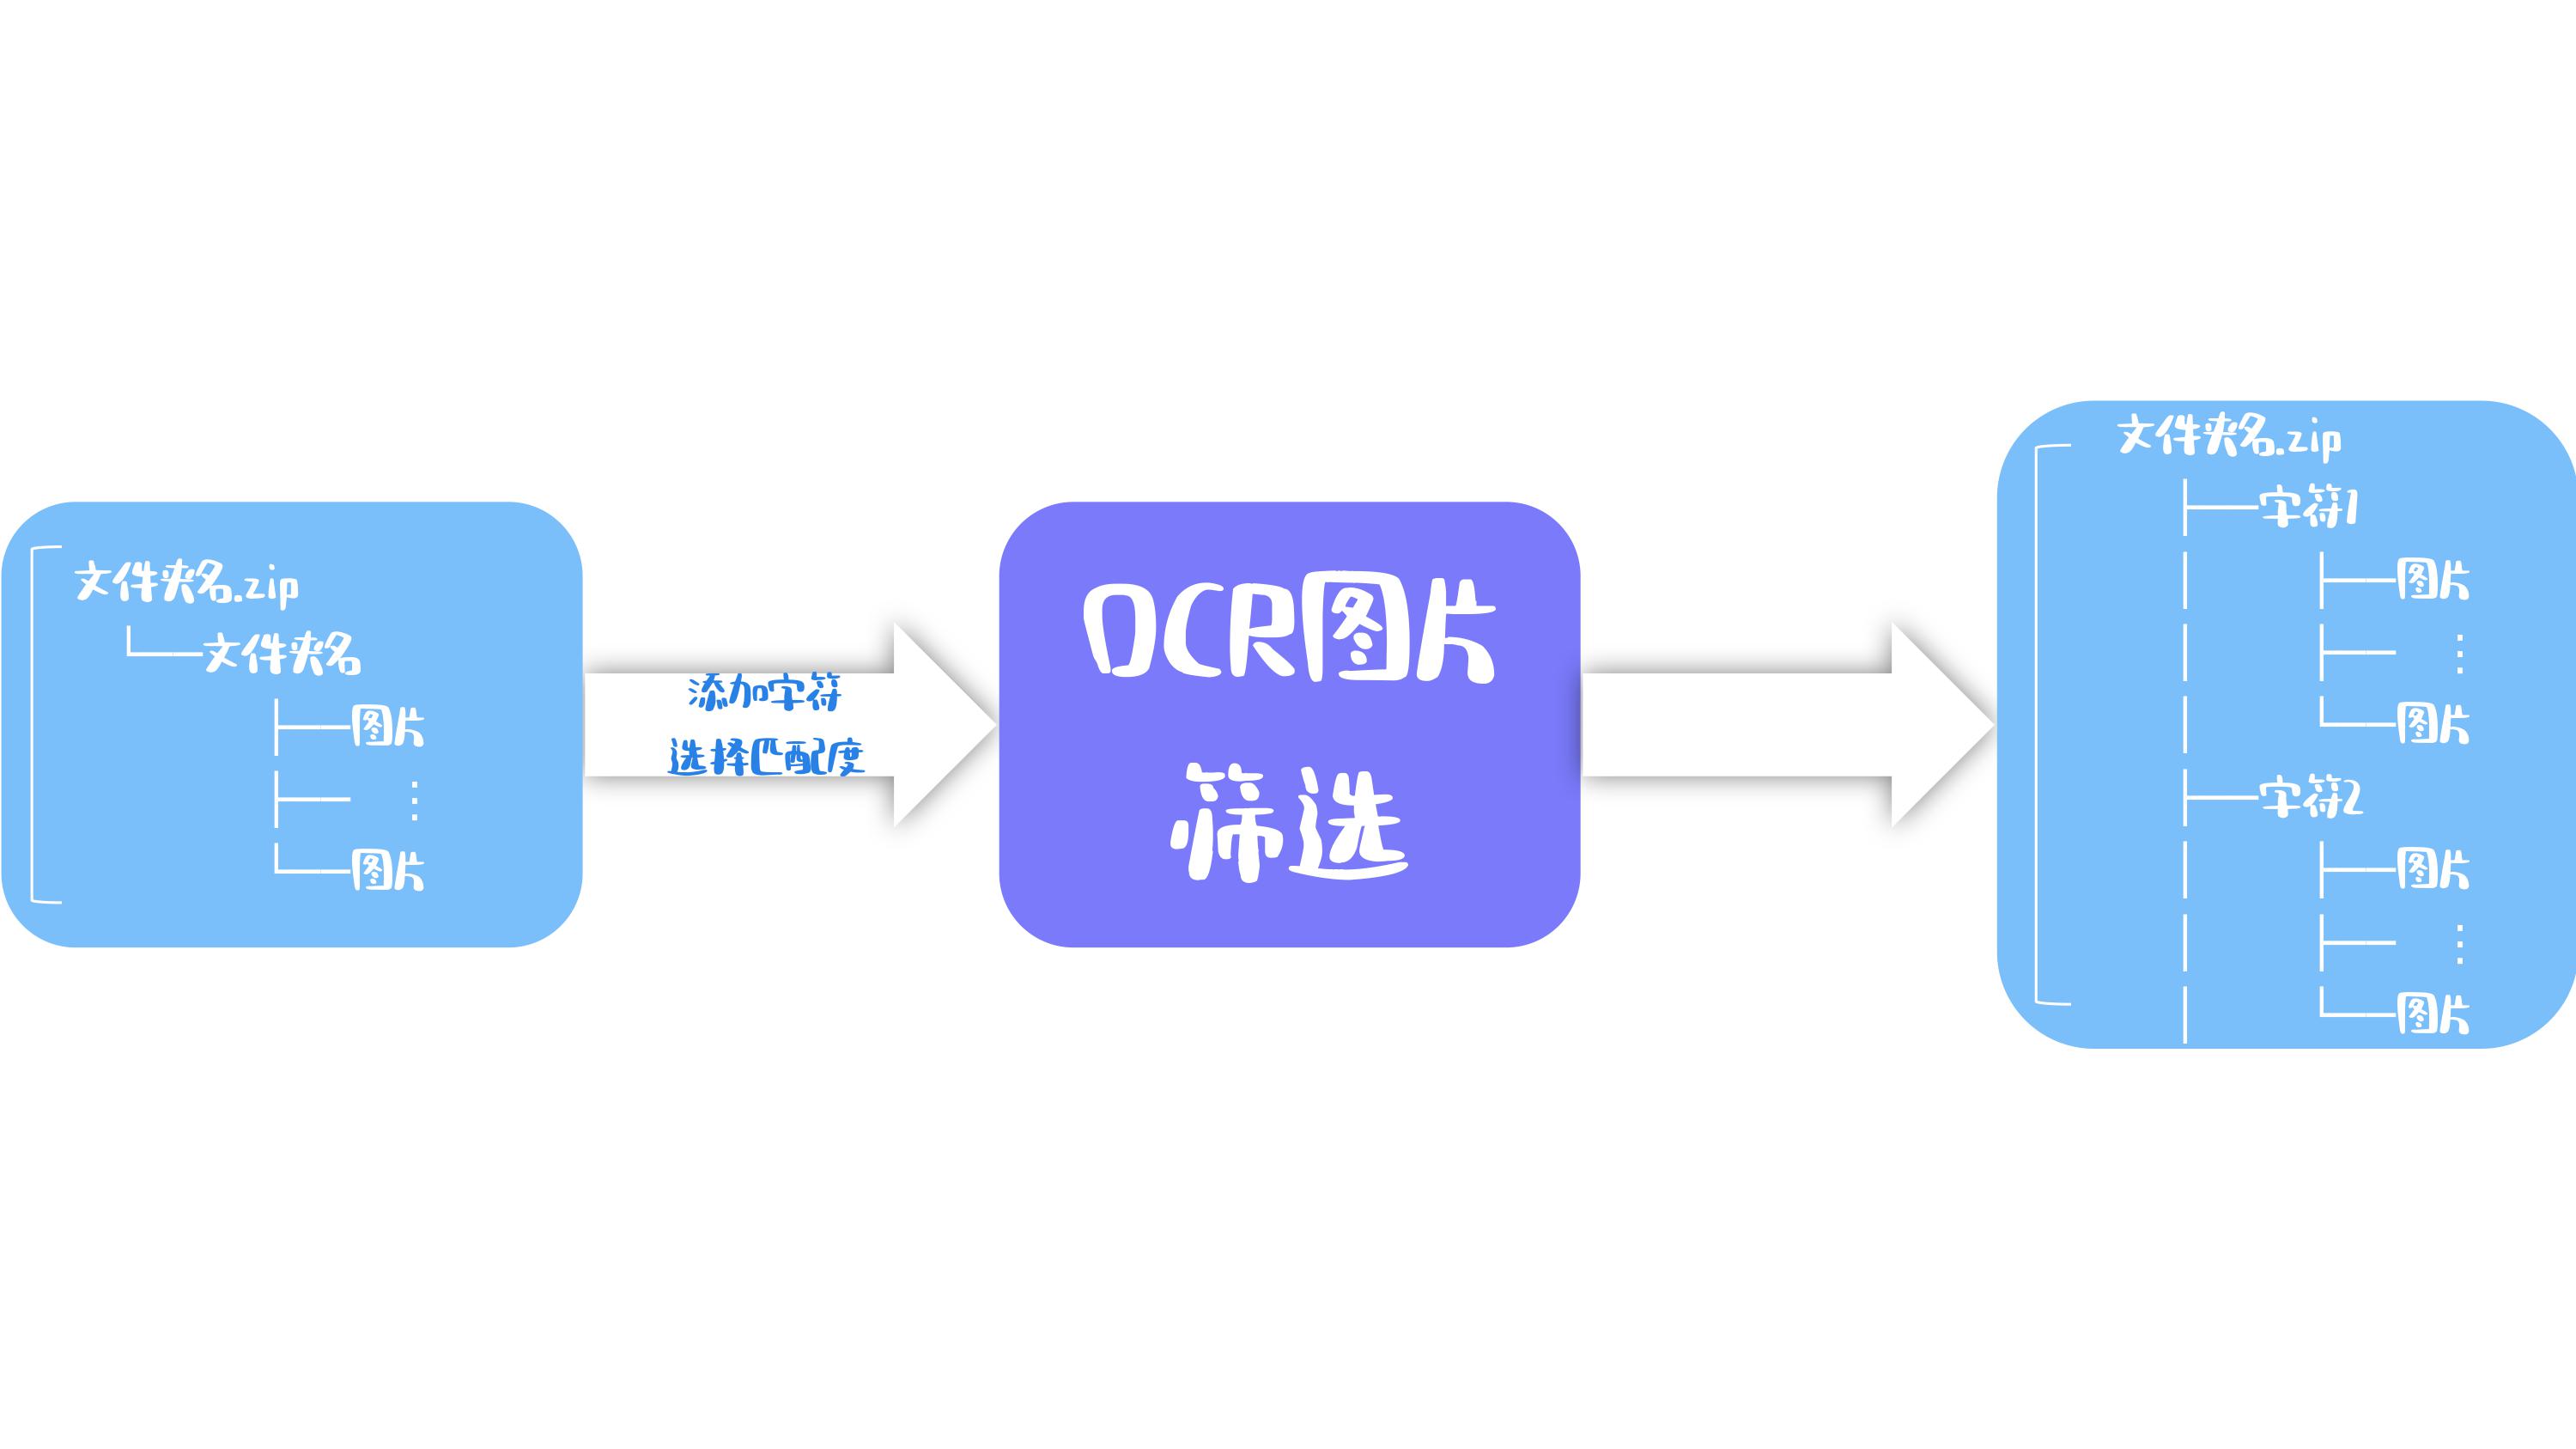 文件夹名.zip
└──文件夹名
├──图片
├── ⋮
└──图片
添加字符
选择匹配度
OCR图片
筛选
文件夹名.zip
├──字符1
│ ├──图片
│ ├── ⋮
│ └──图片
├──字符2
│ ├──图片
│ ├── ⋮
│ └──图片
│